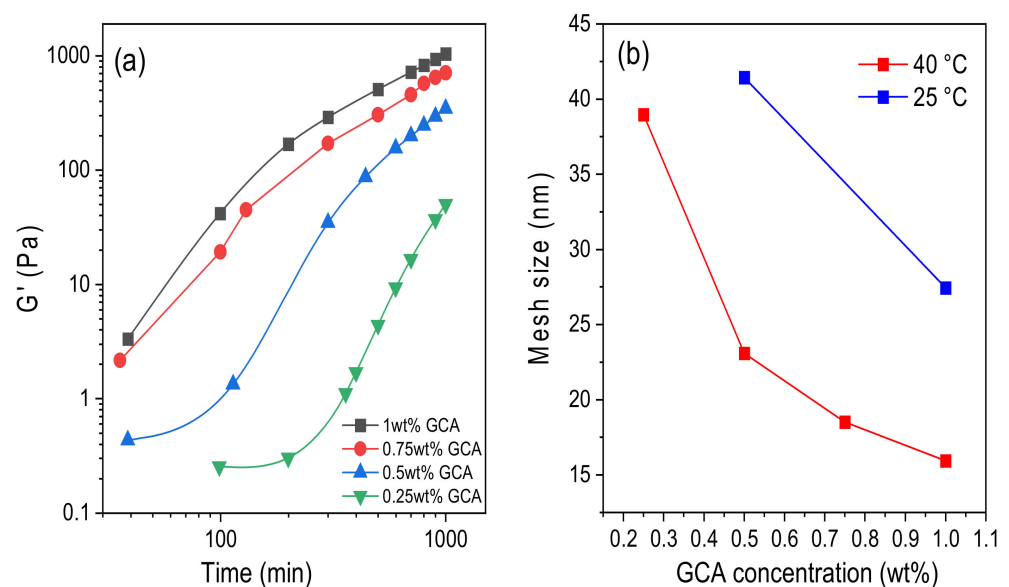 (a)
G' (Pa)
1000
100
10
1
0.1
100
1000
Time (min)
1wt% GCA
0.75wt% GCA
0.5wt% GCA
0.25wt% GCA
(b)
Mesh size (nm)
45
40
35
30
25
20
15
0.2 0.3 0.4 0.5 0.6 0.7 0.8 0.9 1.0 1.1
GCA concentration (wt%)
40 °C
25 °C